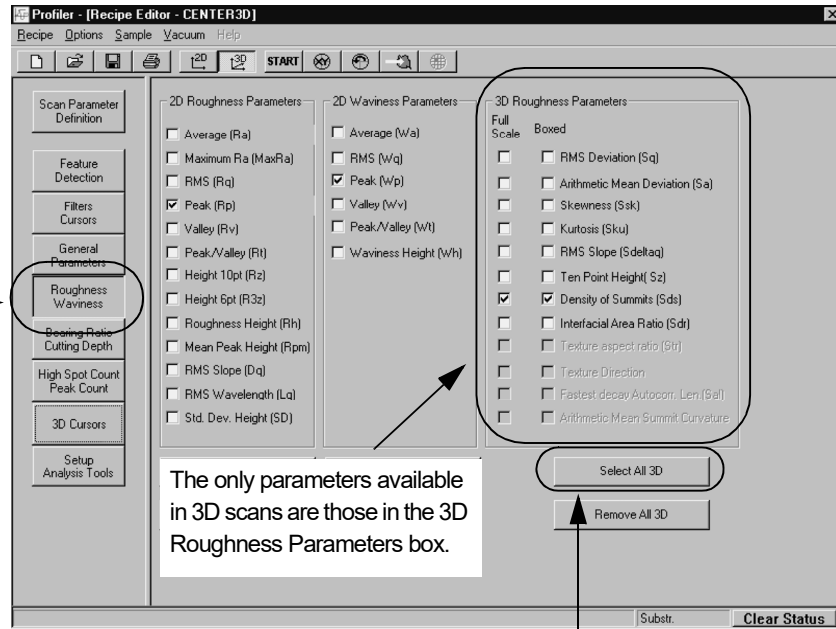 Profiler - [Recipe Editor - CENTER3D]
Recipe Options Sample Vacuum Help
2D 3D START XY
Scan Parameter
Definition
Feature
Detection
Filters
Cursors
General
Parameters
Roughness
Waviness
Bearing Ratio
Cutting Depth
High Spot Count
Peak Count
3D Cursors
Setup
Analysis Tools
2D Roughness Parameters
Average (Ra)
Maximum Ra (MaxRa)
RMS (Rq)
Peak (Rp)
Valley (Rv)
Peak/Valley (Rt)
Height 10pt (Rz)
Height 6pt (R3z)
Roughness Height (Rh)
Mean Peak Height (Rpm)
RMS Slope (Dq)
RMS Wavelength (Lq)
Std. Dev. Height (SD)
2D Waviness Parameters
Average (Wa)
RMS (Wq)
Peak (Wp)
Valley (Wv)
Peak/Valley (Wt)
Waviness Height (Wh)
3D Roughness Parameters
Full
Scale
Boxed
RMS Deviation (Sq)
Arithmetic Mean Deviation (Sa)
Skewness (Ssk)
Kurtosis (Sku)
RMS Slope (Sdeltaq)
Ten Point Height( Sz)
Density of Summits (Sds)
Interfacial Area Ratio (Sdr)
Texture aspect ratio (Str)
Texture Direction
Fastest decay Autocorr. Len.(Sal)
Arithmetic Mean Summit Curvature
Select All 3D
Remove All 3D
The only parameters available
in 3D scans are those in the 3D
Roughness Parameters box.
Substr.
Clear Status